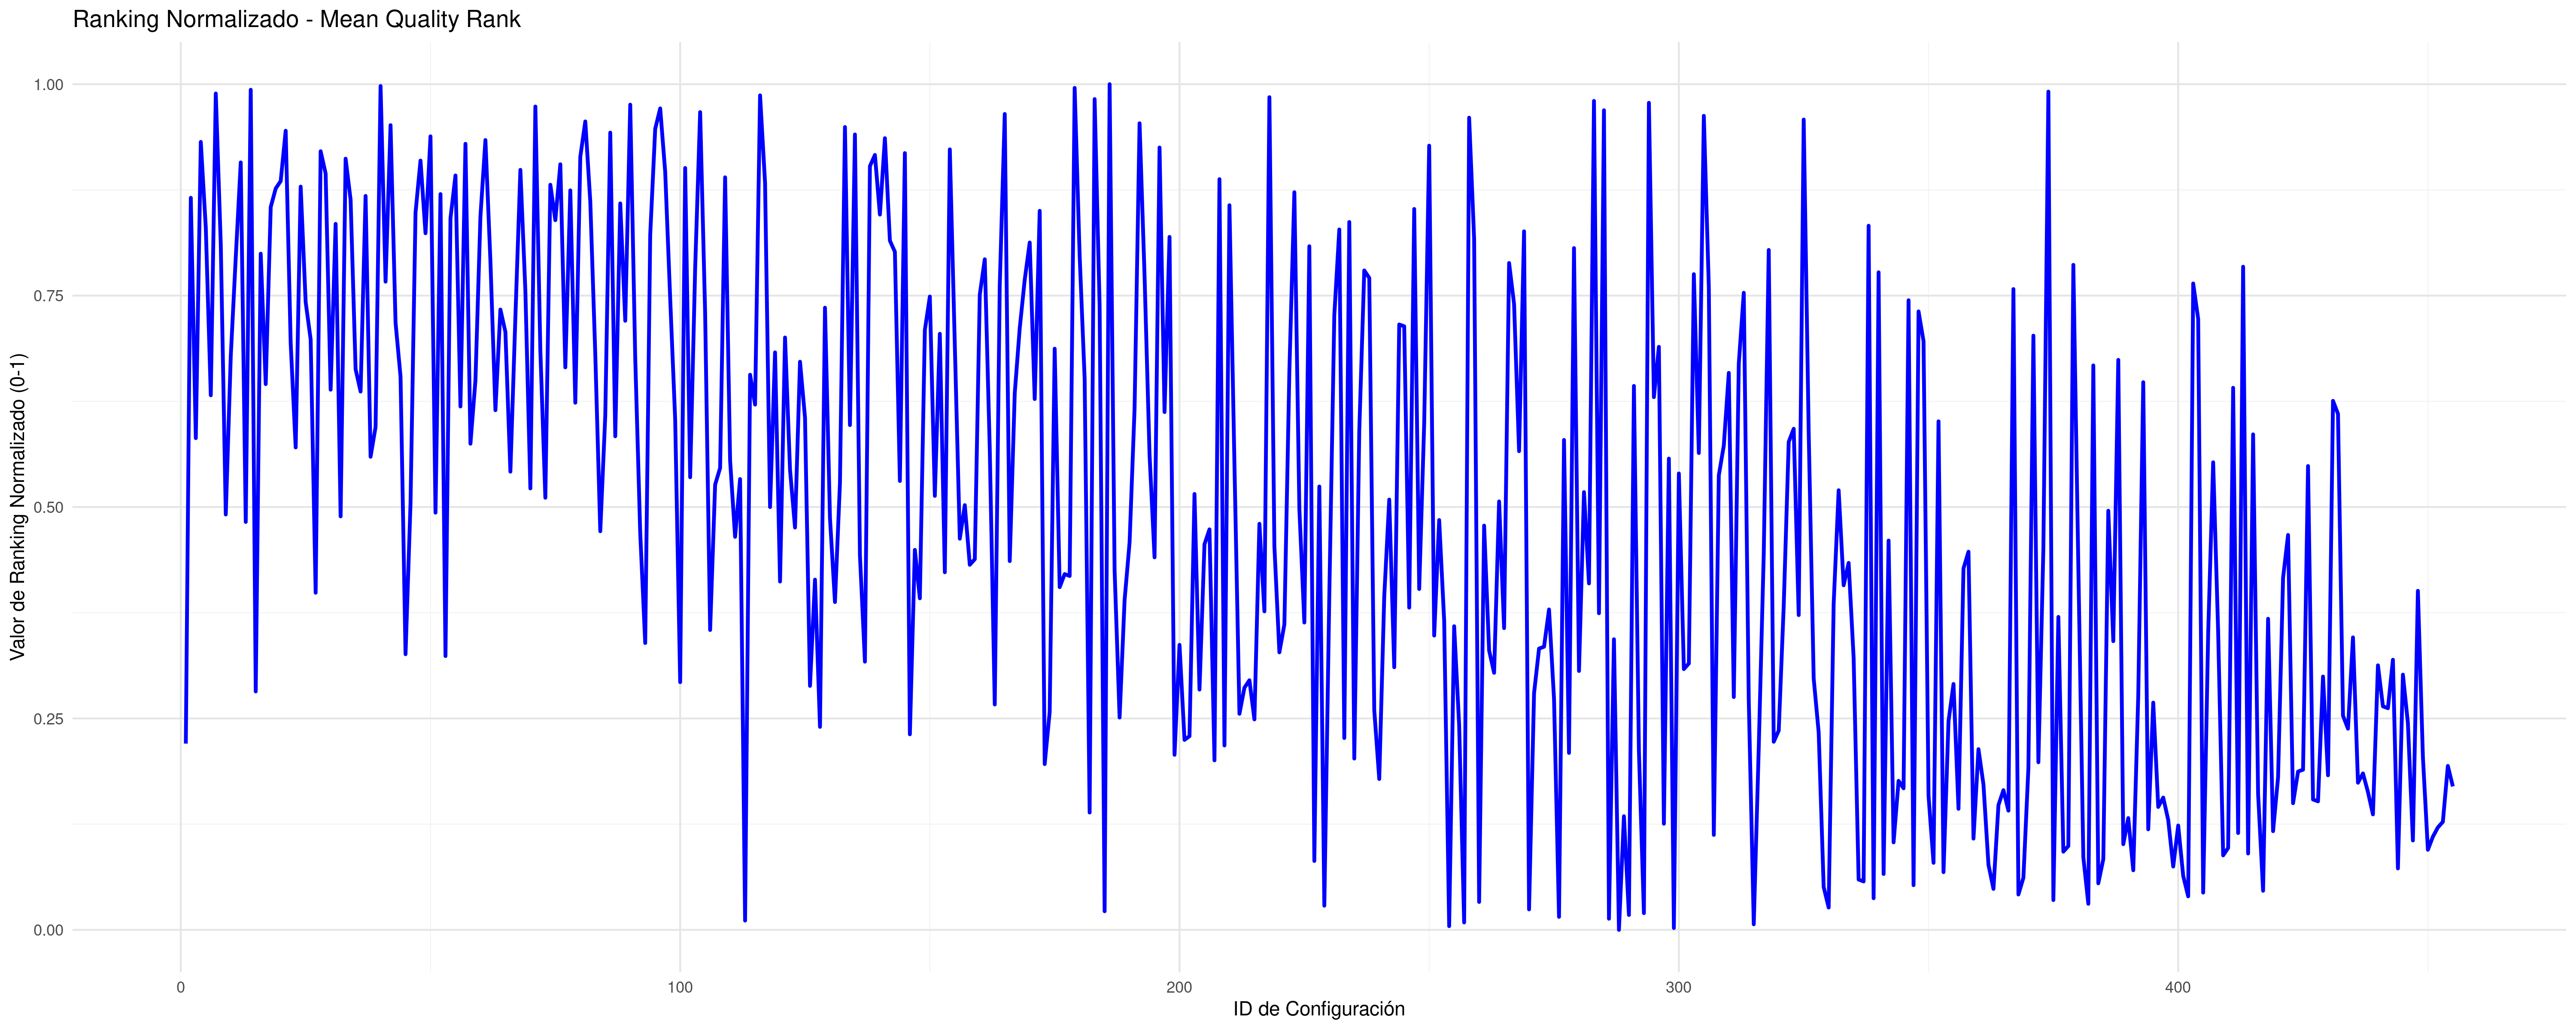 Ranking Normalizado - Mean Quality Rank
Valor de Ranking Normalizado (0-1)
1.00
0.75
0.50
0.25
0.00
0 100 200 300 400
ID de Configuración